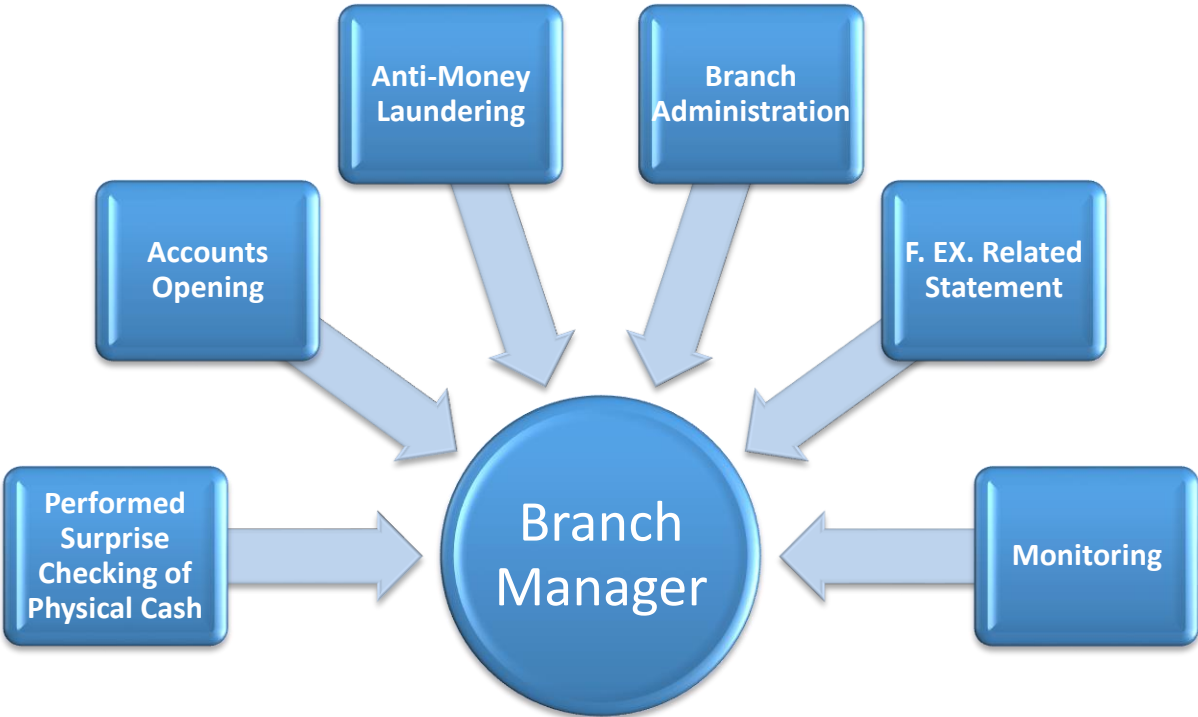 Anti-Money
Laundering
Branch
Administration
Accounts
Opening
F. EX. Related
Statement
Performed
Surprise
Checking of
Physical Cash
Branch
Manager
Monitoring